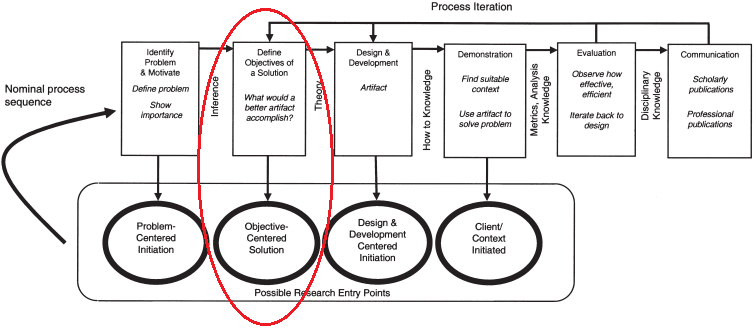 Process Iteration
Nominal process
sequence
Identify
Problem
& Motivate
Define problem
Show
importance
Inference
Define
Objectives of
a Solution
What would a
better artifact
accomplish?
Theory
Design &
Development
Artifact
How to Knowledge
Demonstration
Find suitable
context
Use artifact to
solve problem
Metrics, Analysis
Knowledge
Evaluation
Observe how
effective,
efficient
Iterate back to
design
Disciplinary
Knowledge
Communication
Scholarly
publications
Professional
publications
Problem-
Centered
Initiation
Objective-
Centered
Solution
Design &
Development
Centered
Initiation
Client/
Context
Initiated
Possible Research Entry Points